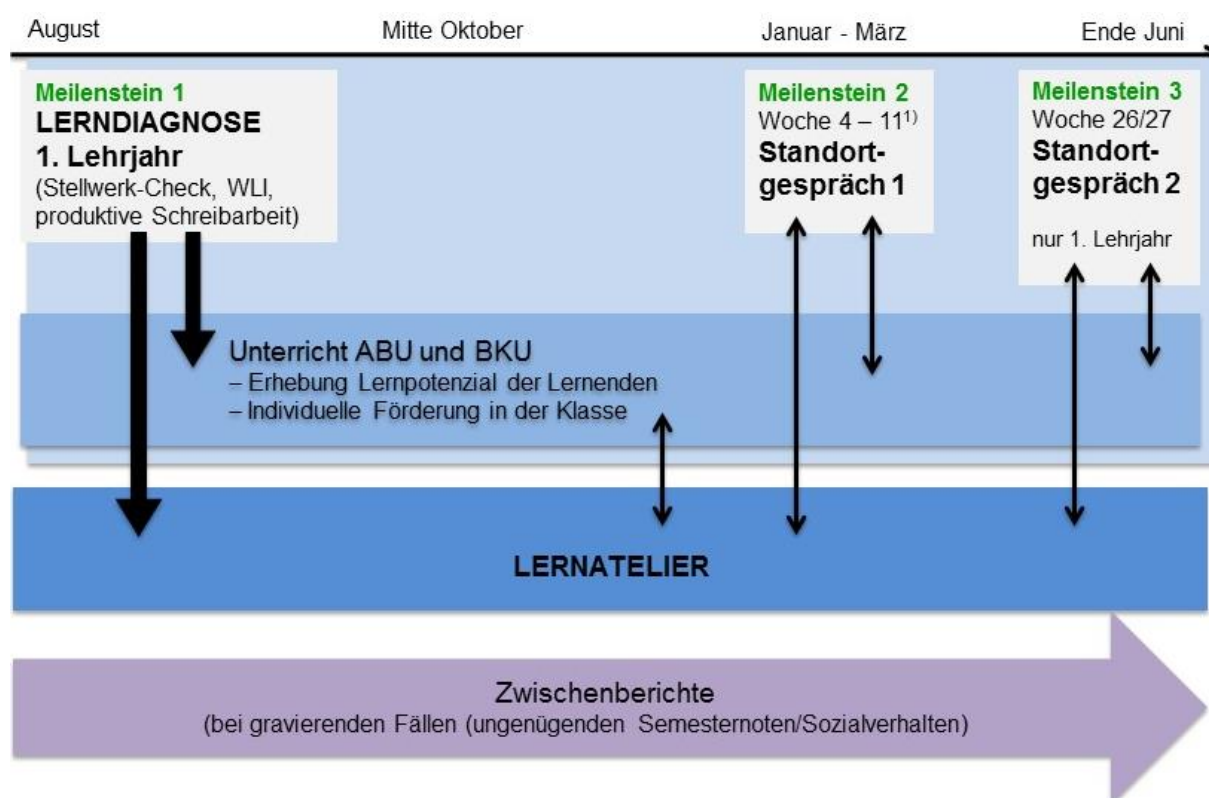 August
Mitte Oktober
Januar - März
Ende Juni
Meilenstein 1
LERNDIAGNOSE
1. Lehrjahr
(Stellwerk-Check, WLI,
produktive Schreibarbeit)
Meilenstein 2
Woche 4 – 11¹⁾
Standort-
gespräch 1
Meilenstein 3
Woche 26/27
Standort-
gespräch 2
nur 1. Lehrjahr
Unterricht ABU und BKU
– Erhebung Lernpotenzial der Lernenden
– Individuelle Förderung in der Klasse
LERNATELIER
Zwischenberichte
(bei gravierenden Fällen (ungenügenden Semesternoten/Sozialverhalten)